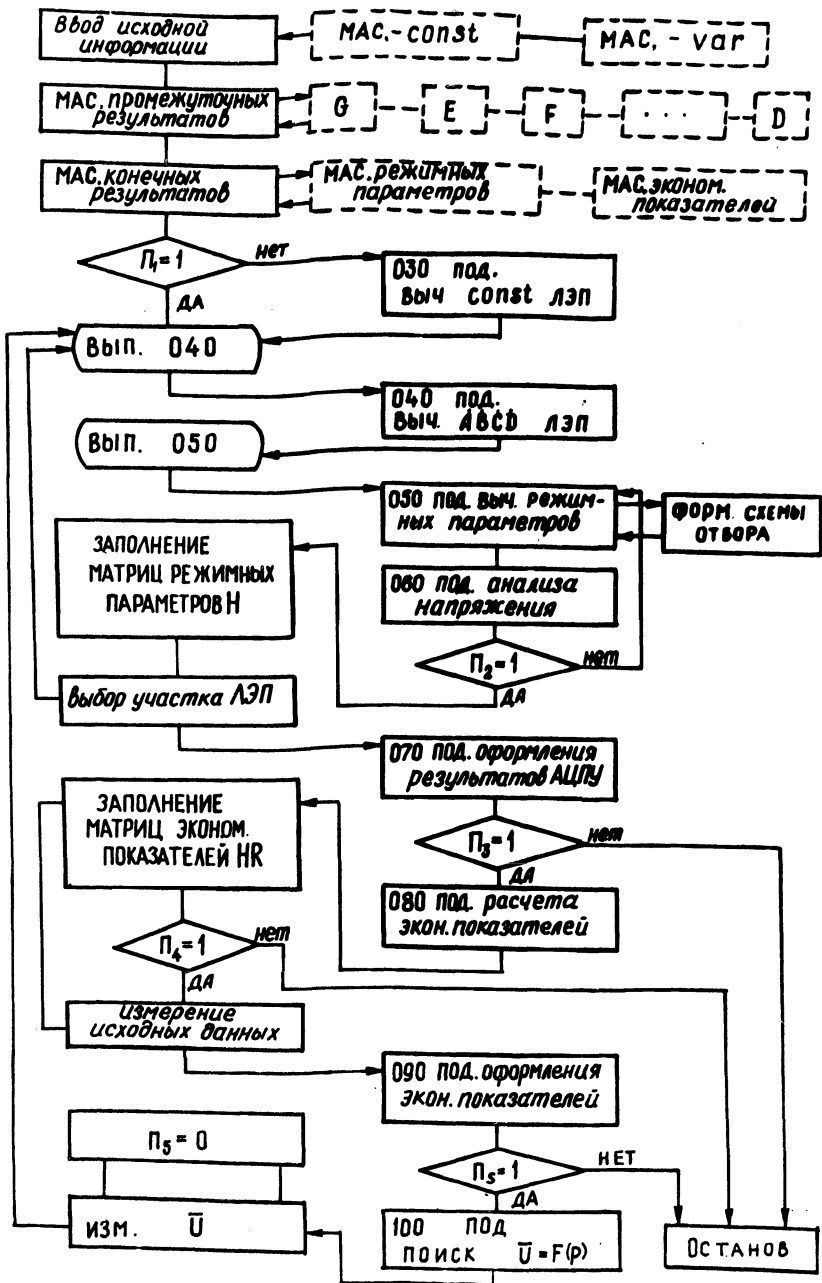 Ввод исходной
информации
МАС.-const
МАС. - var
МАС. промежуточных
результатов
G
E
F
. . .
D
МАС. конечных
результатов
МАС. режимных
параметров
МАС. эконом.
показателей
П₁=1
нет
ДА
030 под.
ВЫЧ const ЛЭП
ВЫП. 040
040 под.
ВЫЧ. ABCD ЛЭП
ВЫП. 050
050 под. выч. режим-
ных параметров
ФОРМ. СХЕМЫ
ОТБОРА
ЗАПОЛНЕНИЕ
МАТРИЦ РЕЖИМНЫХ
ПАРАМЕТРОВ Н
060 под. анализа
напряжения
П₂=1
нет
ДА
выбор участка ЛЭП
070 под. оформления
результатов АЦПУ
ЗАПОЛНЕНИЕ
МАТРИЦ ЭКОНОМ.
ПОКАЗАТЕЛЕЙ HR
П₃=1
нет
ДА
080 под. расчета
экон. показателей
П₄=1
нет
ДА
измерение
исходных данных
090 под. оформления
экон. показателей
П₅ = 0
П₅=1
НЕТ
ДА
ИЗМ. U̅
100 ПОД
ПОИСК U̅ = F(p)
ОСТАНОВ